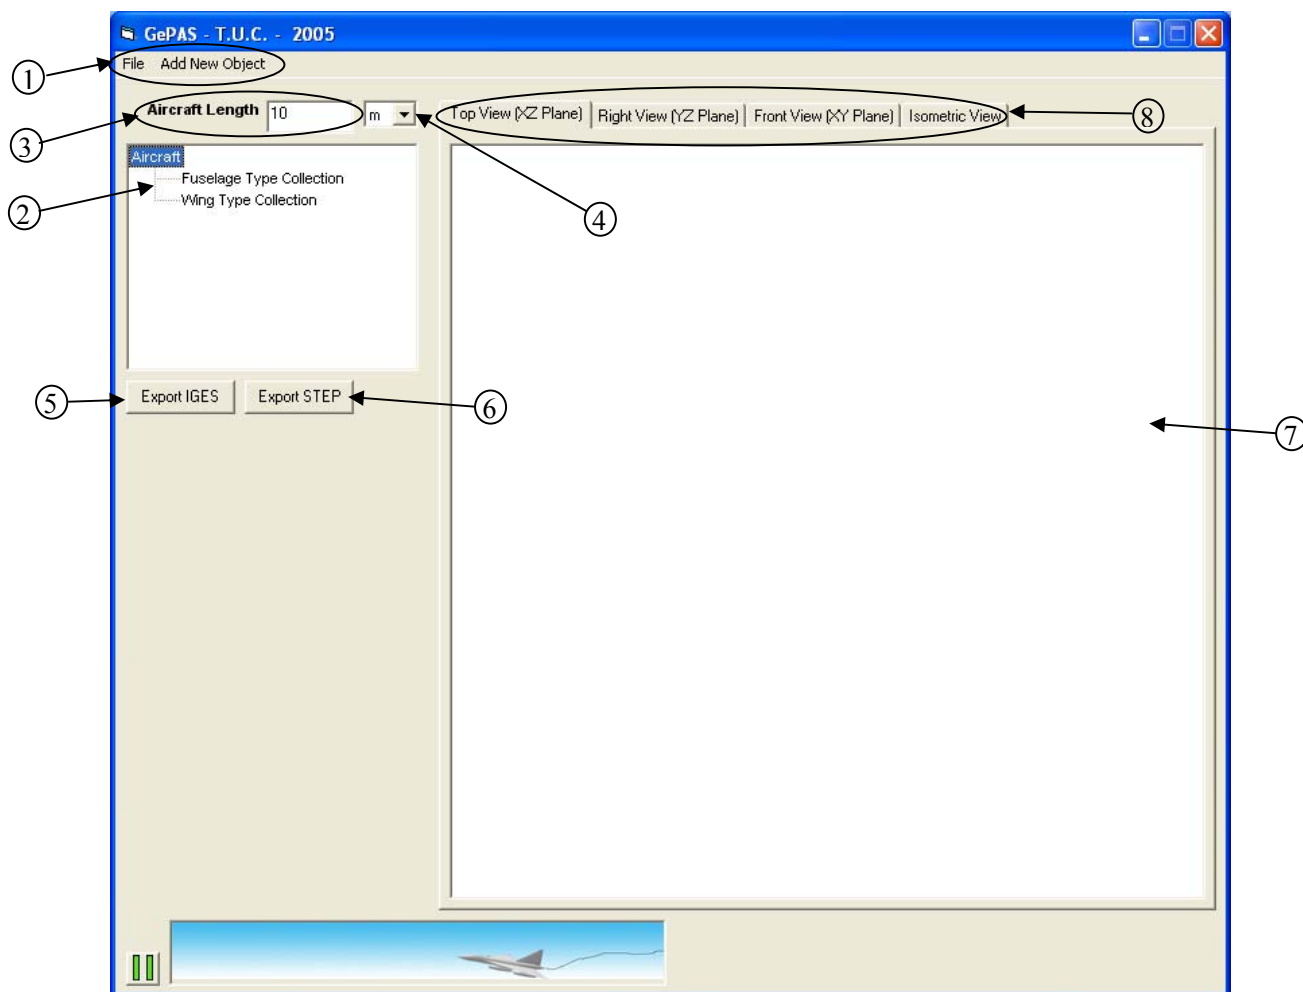 GePAS - T.U.C. - 2005
File Add New Object
1
Aircraft Length 10 m
3
Top View (XZ Plane) Right View (YZ Plane) Front View (XY Plane) Isometric View
8
Aircraft
Fuselage Type Collection
Wing Type Collection
2
4
Export IGES Export STEP
5
6
7